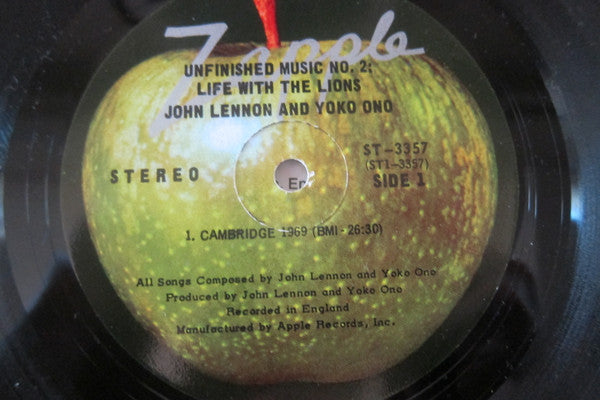 Zapple
UNFINISHED MUSIC NO. 2:
LIFE WITH THE LIONS
JOHN LENNON AND YOKO ONO
STEREO
ST-3357
(ST1-3357)
SIDE 1
1. CAMBRIDGE 1969 (BMI - 26:30)
All Songs Composed by John Lennon and Yoko Ono
Produced by John Lennon and Yoko Ono
Recorded in England
Manufactured by Apple Records, Inc.